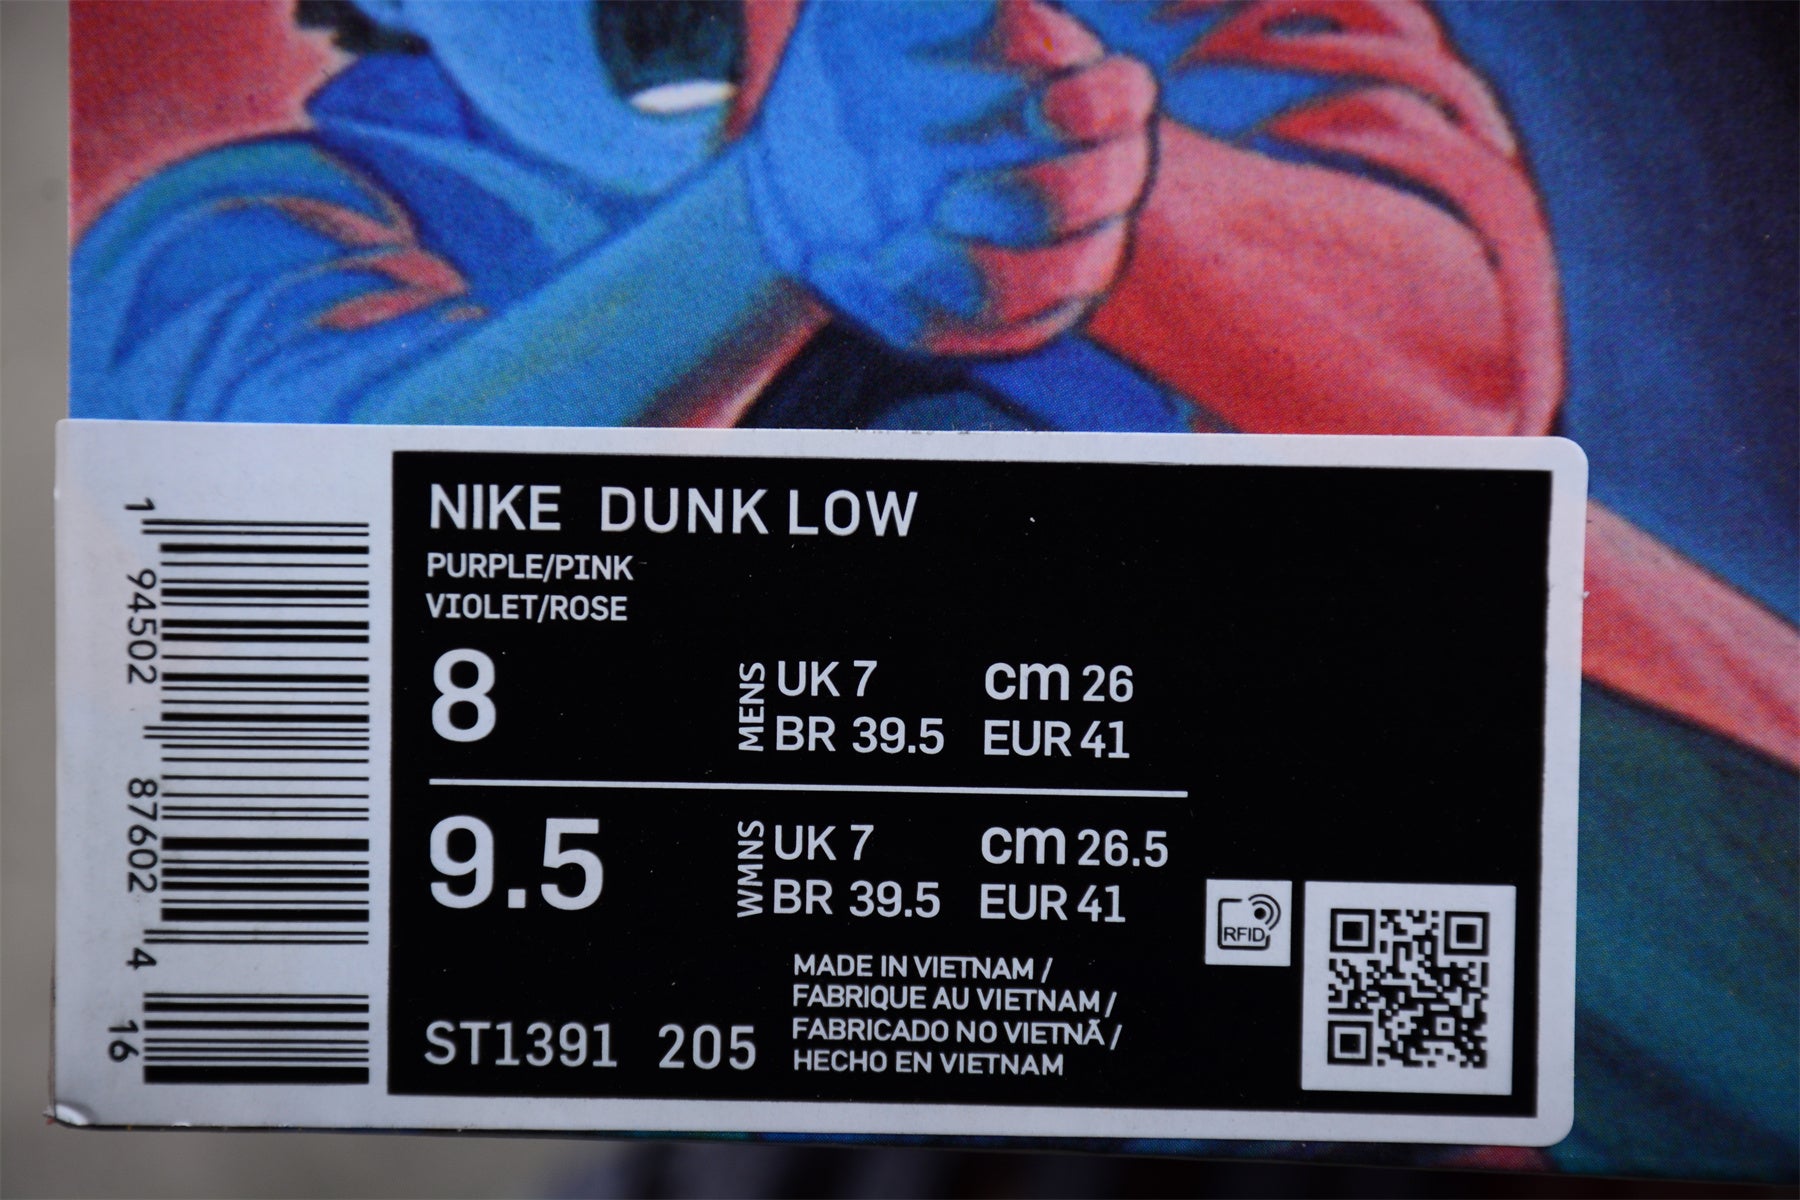 NIKE DUNK LOW
PURPLE/PINK
VIOLET/ROSE
8
MENS
UK 7 cm 26
BR 39.5 EUR 41
9.5
WMNS
UK 7 cm 26.5
BR 39.5 EUR 41
RFID
MADE IN VIETNAM /
FABRIQUE AU VIETNAM /
FABRICADO NO VIETNÃ /
HECHO EN VIETNAM
ST1391 205
1 94502 87602 4 16